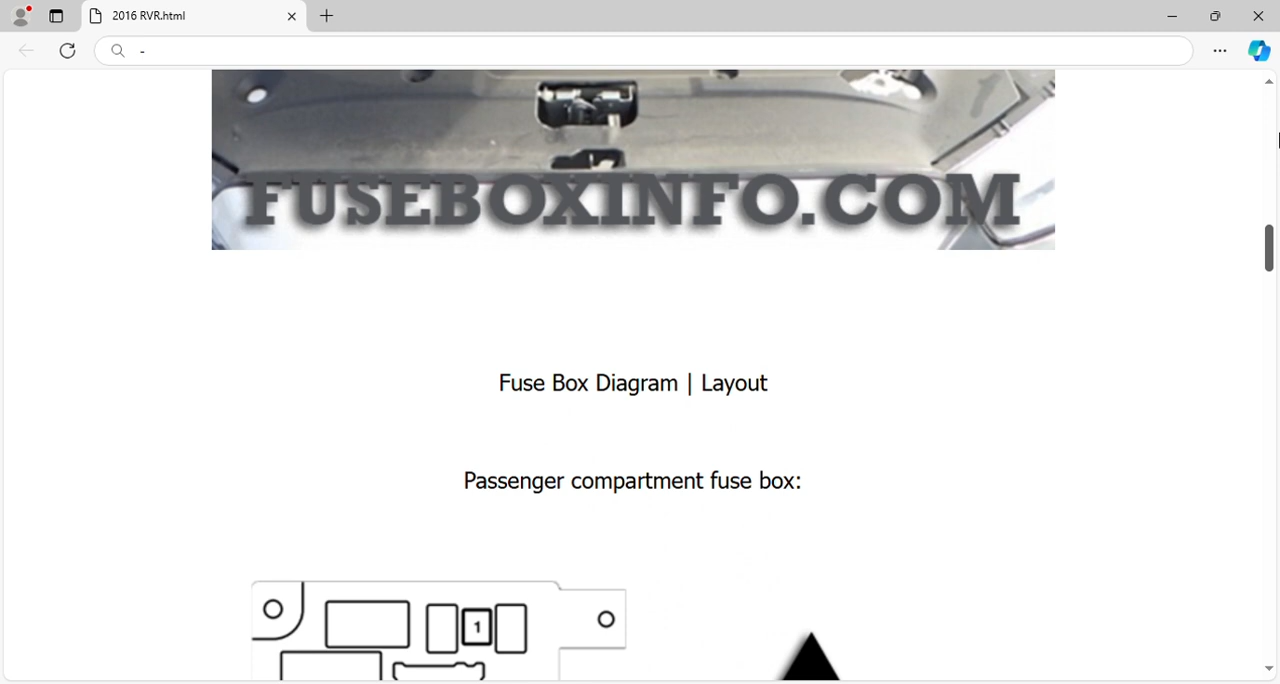 2016 RVR.html
-
FUSEBOXINFO.COM
Fuse Box Diagram | Layout
Passenger compartment fuse box:
1